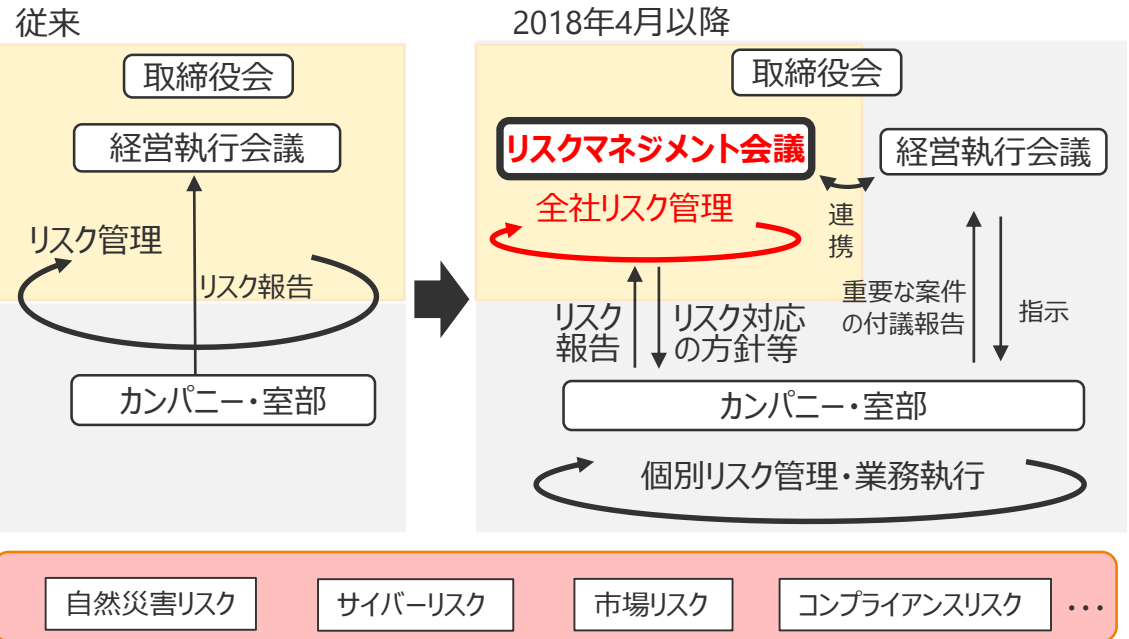 従来
取締役会
経営執行会議
リスク管理
リスク報告
カンパニー・室部
2018年4月以降
取締役会
リスクマネジメント会議
経営執行会議
全社リスク管理
連
携
リスク
報告
リスク対応
の方針等
重要な案件
の付議報告
指示
カンパニー・室部
個別リスク管理・業務執行
自然災害リスク
サイバーリスク
市場リスク
コンプライアンスリスク
・・・